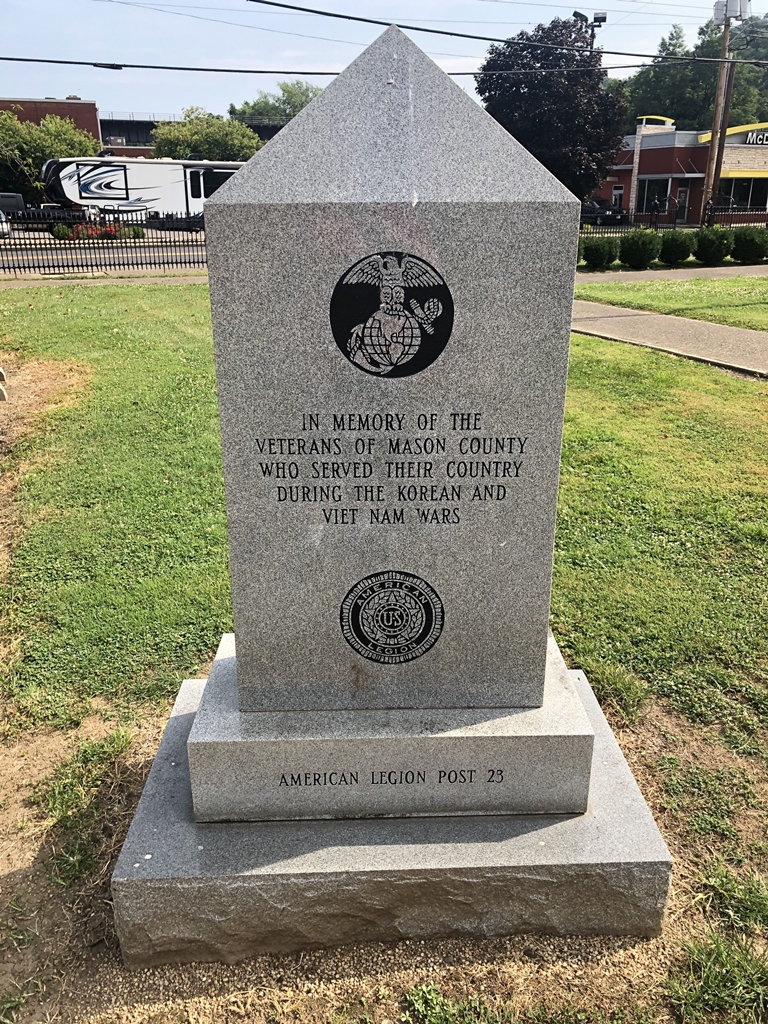 McD
IN MEMORY OF THE
VETERANS OF MASON COUNTY
WHO SERVED THEIR COUNTRY
DURING THE KOREAN AND
VIET NAM WARS
AMERICAN
US
LEGION
AMERICAN LEGION POST 23